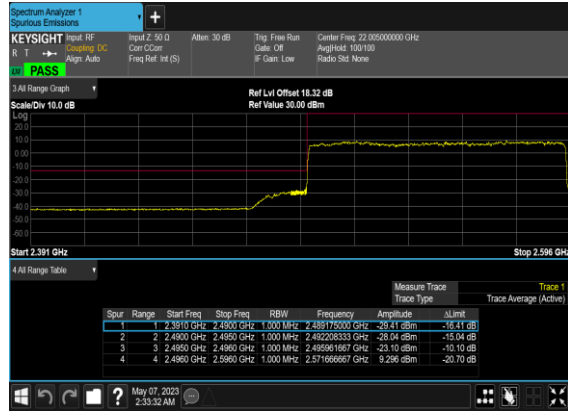 Spectrum Analyzer 1
Spurious Emissions
+
KEYSIGHT Input: RF Input Z: 50 Ω Atten: 30 dB Trig: Free Run Center Freq: 22.005000000 GHz
R T Coupling: DC Corr CCorr Gate: Off Avg|Hold: 100/100
Align: Auto Freq Ref: Int (S) IF Gain: Low Radio Std: None
PASS
3 All Range Graph
Ref Lvl Offset 18.32 dB
Scale/Div 10.0 dB Ref Value 30.00 dBm
Log
20.0
10.0
0.00
-10.0
-20.0
-30.0
-40.0
-50.0
-60.0
Start 2.391 GHz Stop 2.596 GHz
4 All Range Table
Measure Trace Trace 1
Trace Type Trace Average (Active)
Spur Range Start Freq Stop Freq RBW Frequency Amplitude ΔLimit
1 1 2.3910 GHz 2.4900 GHz 1.000 MHz 2.489175000 GHz -29.41 dBm -16.41 dB
2 2 2.4900 GHz 2.4950 GHz 1.000 MHz 2.492208333 GHz -28.04 dBm -15.04 dB
3 3 2.4950 GHz 2.4960 GHz 1.000 MHz 2.495961667 GHz -23.10 dBm -10.10 dB
4 4 2.4960 GHz 2.5960 GHz 1.000 MHz 2.571666667 GHz 9.296 dBm -20.70 dB
? May 07, 2023
2:33:32 AM